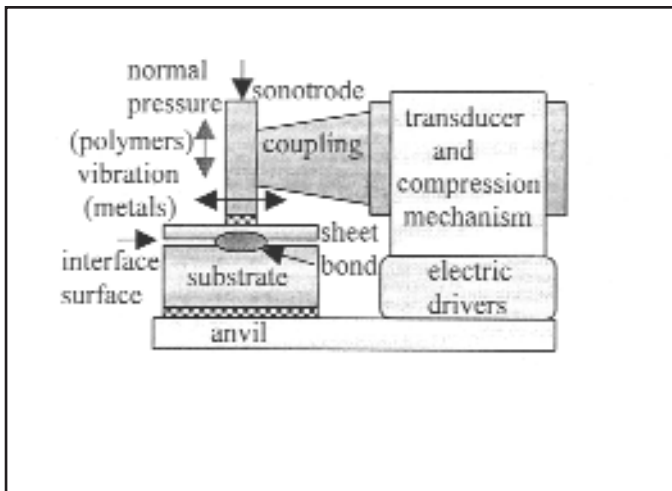 normal
pressure
sonotrode
(polymers)
vibration
(metals)
coupling
transducer
and
compression
mechanism
sheet
bond
interface
surface
substrate
electric
drivers
anvil